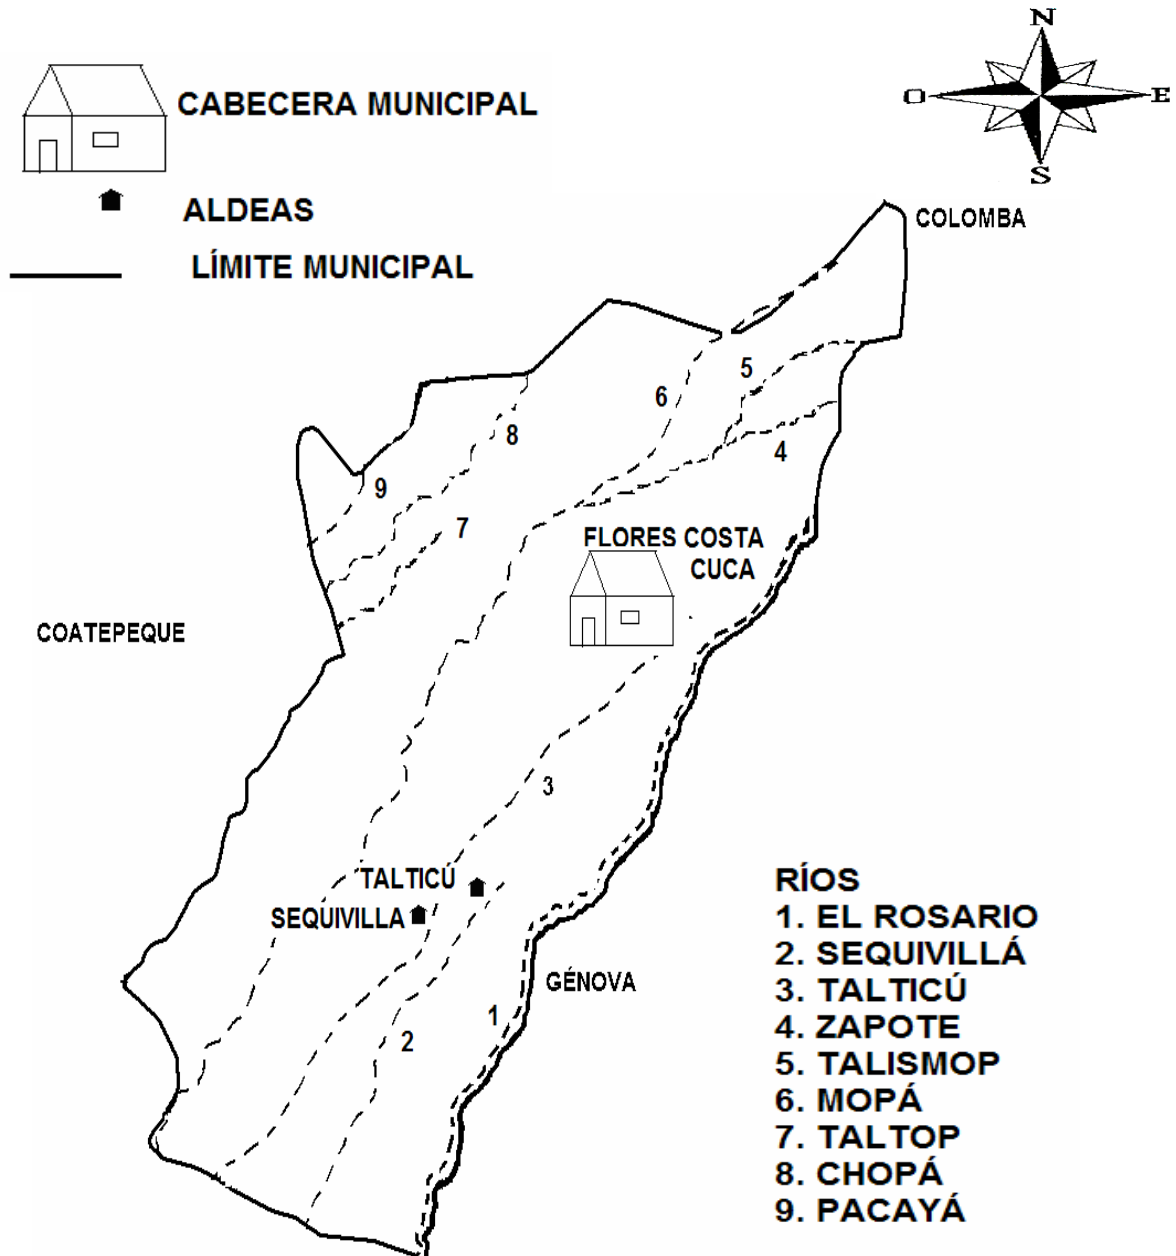 N
O
E
S
CABECERA MUNICIPAL
ALDEAS
LÍMITE MUNICIPAL
COLOMBA
5
6
8
4
9
7
FLORES COSTA
CUCA
COATEPEQUE
3
TALTICÚ
SEQUIVILLA
GÉNOVA
1
2
RÍOS
1. EL ROSARIO
2. SEQUIVILLÁ
3. TALTICÚ
4. ZAPOTE
5. TALISMOP
6. MOPÁ
7. TALTOP
8. CHOPÁ
9. PACAYÁ